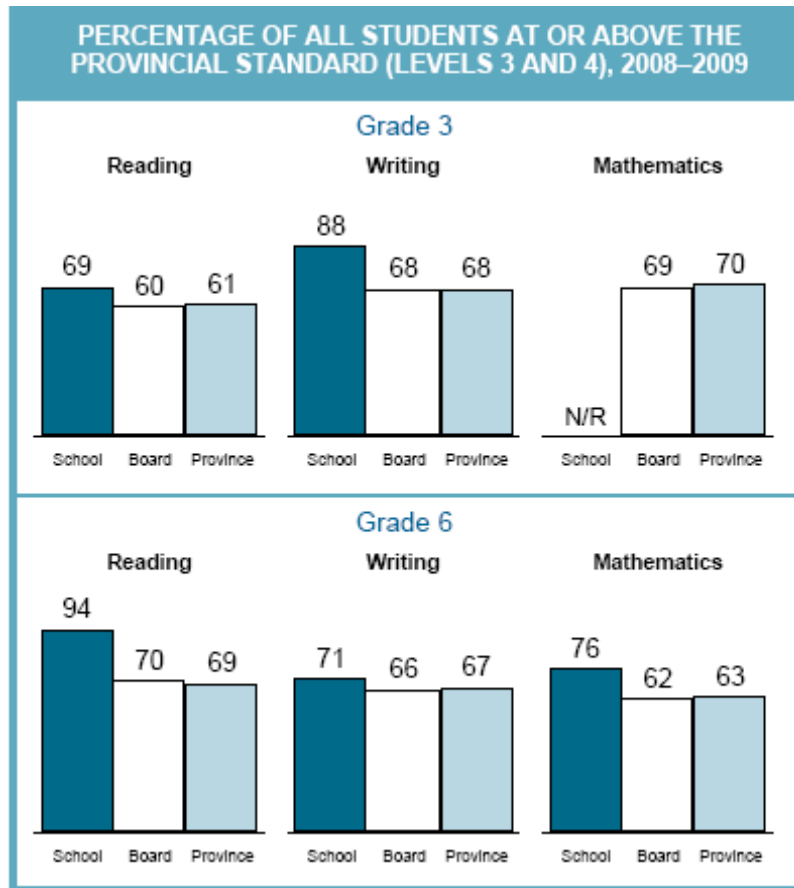 PERCENTAGE OF ALL STUDENTS AT OR ABOVE THE
PROVINCIAL STANDARD (LEVELS 3 AND 4), 2008–2009
Grade 3
Reading Writing Mathematics
69 60 61 88 68 68 N/R 69 70
School Board Province School Board Province School Board Province
Grade 6
Reading Writing Mathematics
94 70 69 71 66 67 76 62 63
School Board Province School Board Province School Board Province